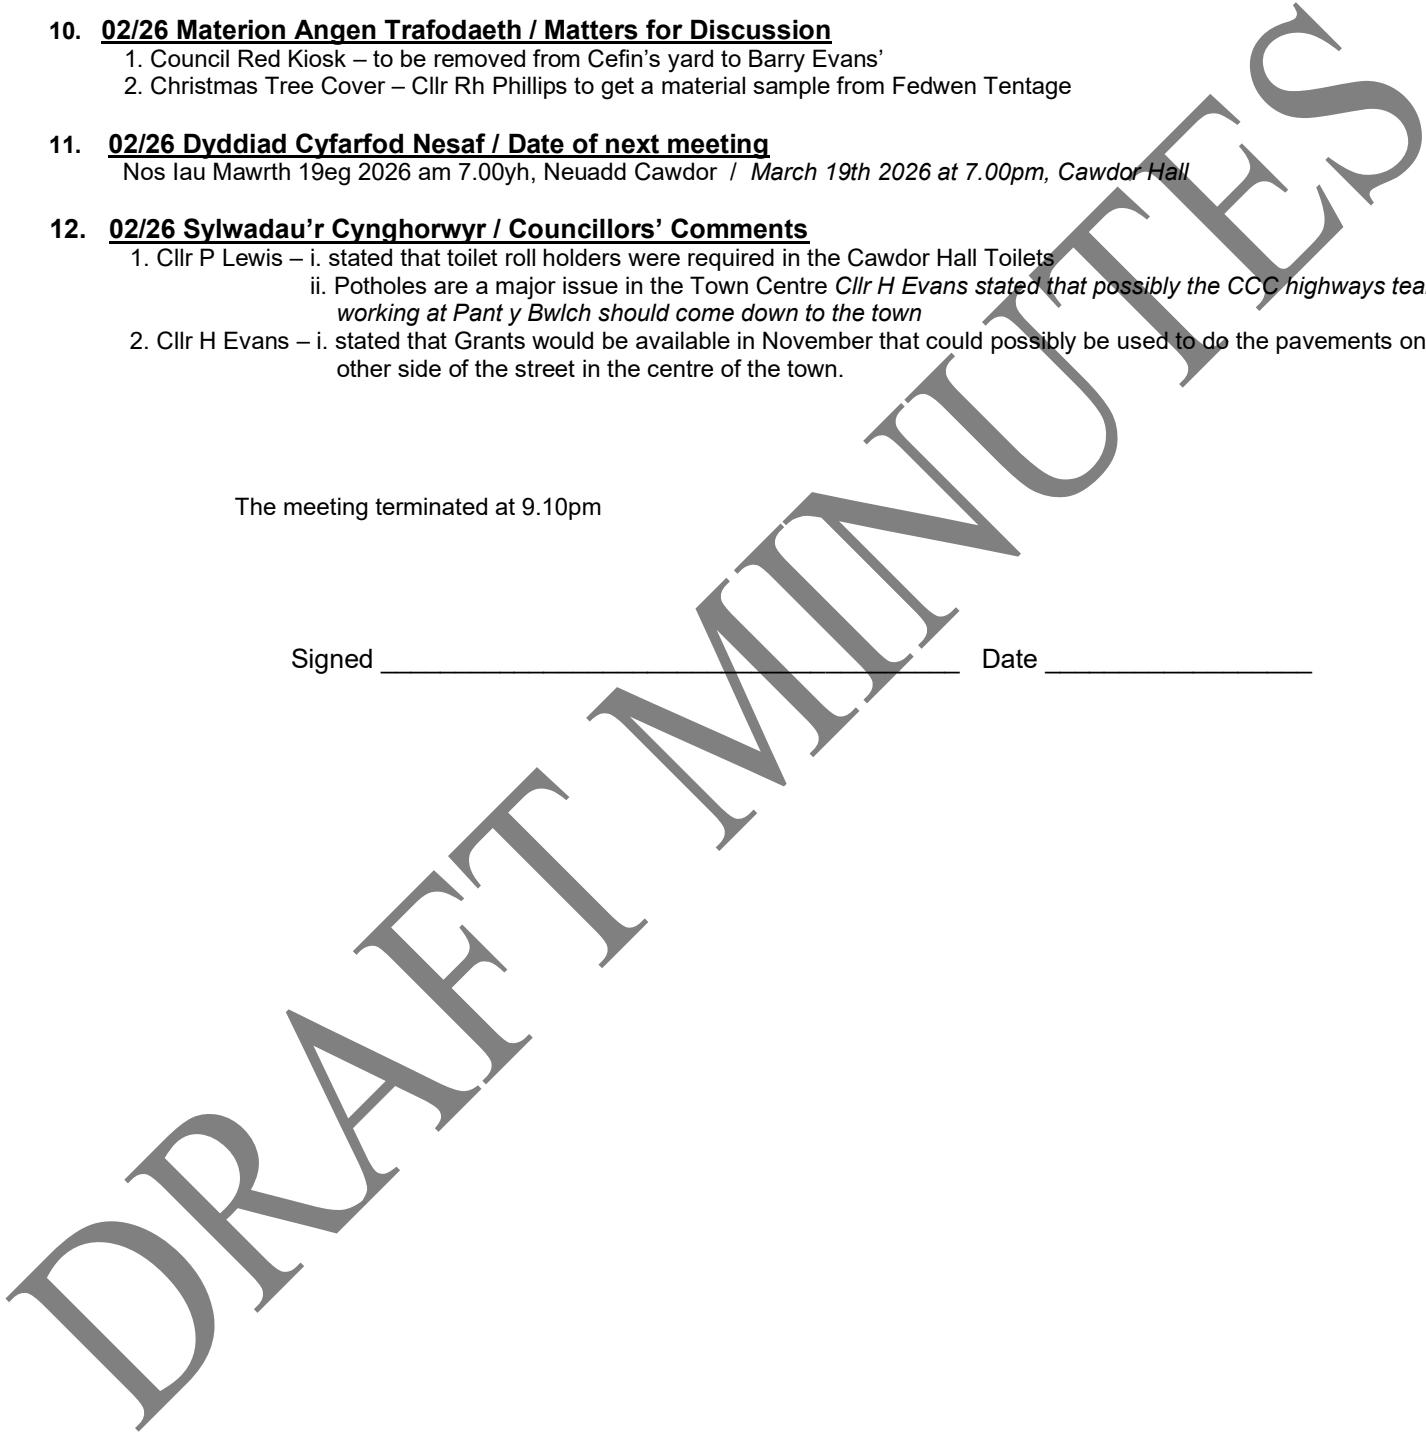 10. 02/26 Materion Angen Trafodaeth / Matters for Discussion
1. Council Red Kiosk – to be removed from Cefin’s yard to Barry Evans’
2. Christmas Tree Cover – Cllr Rh Phillips to get a material sample from Fedwen Tentage
11. 02/26 Dyddiad Cyfarfod Nesaf / Date of next meeting
Nos Iau Mawrth 19eg 2026 am 7.00yh, Neuadd Cawdor / March 19th 2026 at 7.00pm, Cawdor Hall
12. 02/26 Sylwadau’r Cynghorwyr / Councillors’ Comments
1. Cllr P Lewis – i. stated that toilet roll holders were required in the Cawdor Hall Toilets
ii. Potholes are a major issue in the Town Centre Cllr H Evans stated that possibly the CCC highways
working at Pant y Bwlch should come down to the town
2. Cllr H Evans – i. stated that Grants would be available in November that could possibly be used to do the pavements on
other side of the street in the centre of the town.
The meeting terminated at 9.10pm
Signed ________________________________________ Date __________________
DRAFT MINUTES